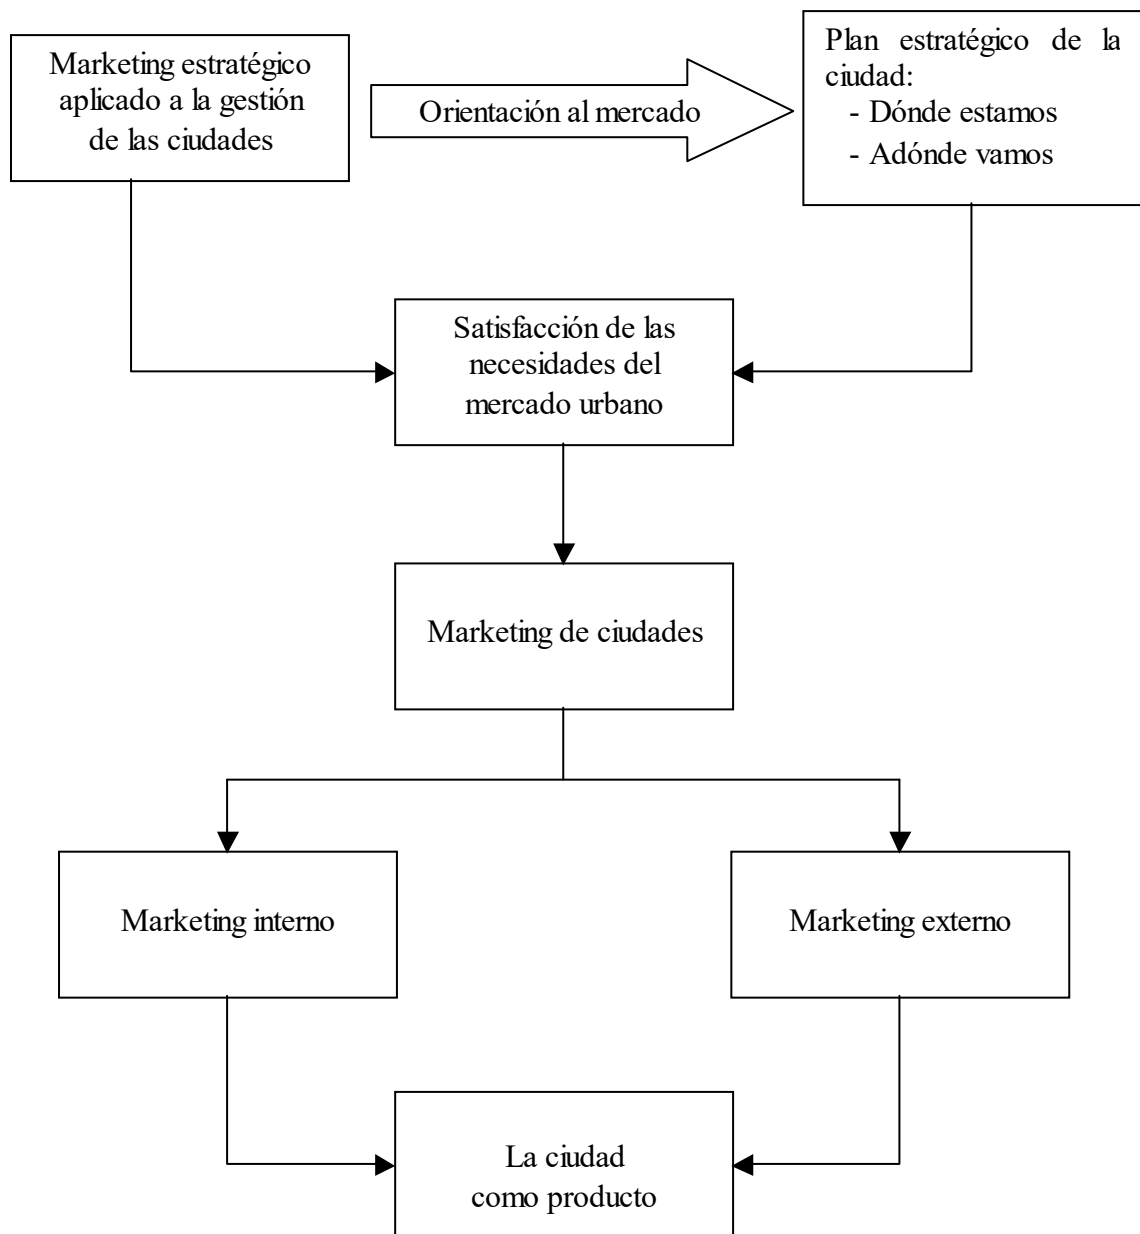 Marketing estratégico
aplicado a la gestión
de las ciudades
Orientación al mercado
Plan estratégico de la
ciudad:
- Dónde estamos
- Adónde vamos
Satisfacción de las
necesidades del
mercado urbano
Marketing de ciudades
Marketing interno
Marketing externo
La ciudad
como producto